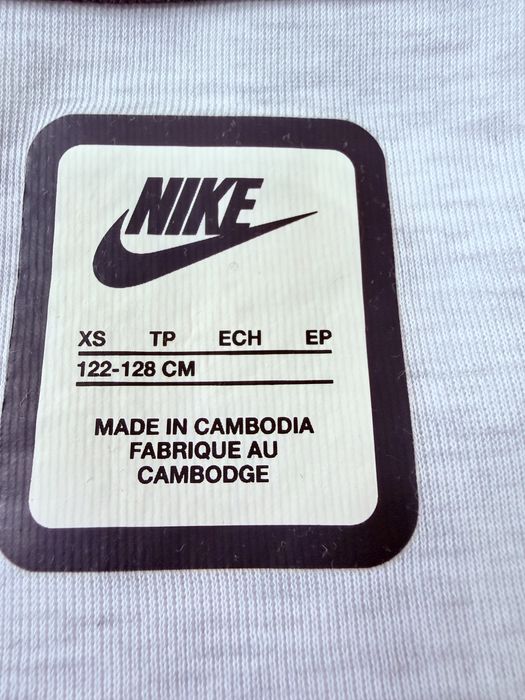 NIKE
XS TP ECH EP
122-128 CM
MADE IN CAMBODIA
FABRIQUE AU
CAMBODGE